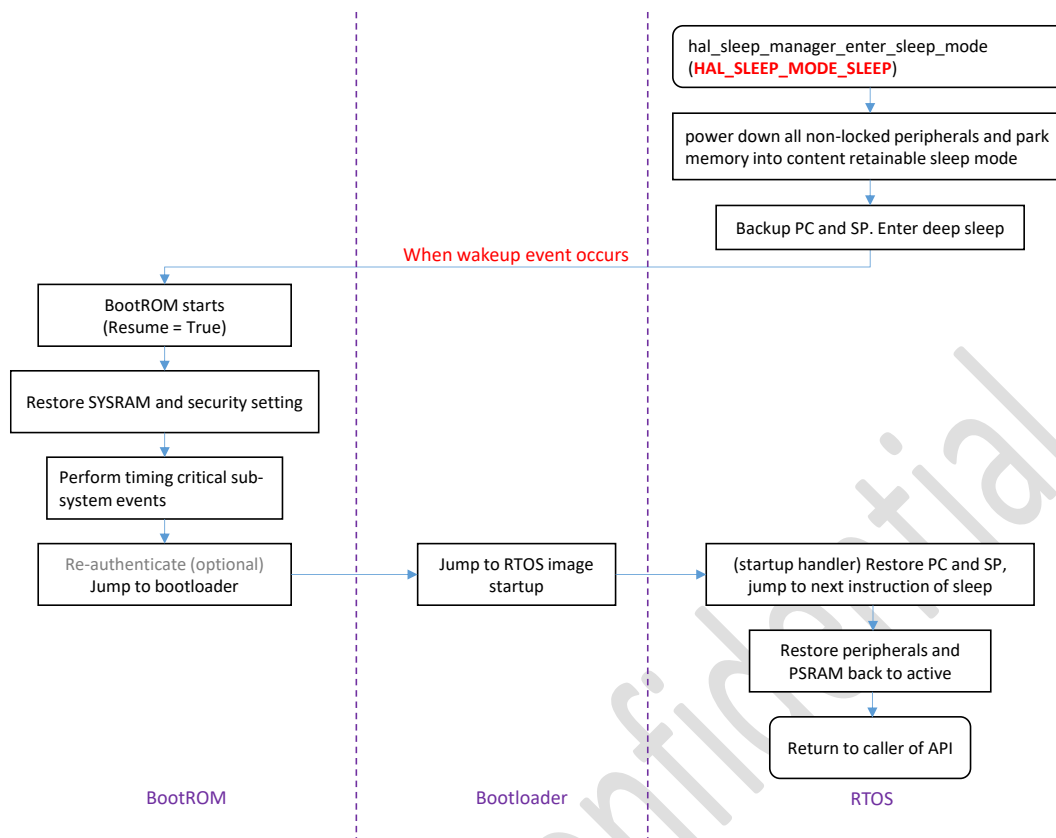 hal_sleep_manager_enter_sleep_mode
(HAL_SLEEP_MODE_SLEEP)
power down all non-locked peripherals and park
memory into content retainable sleep mode
Backup PC and SP. Enter deep sleep
When wakeup event occurs
BootROM starts
(Resume = True)
Restore SYSRAM and security setting
Perform timing critical sub-
system events
Re-authenticate (optional)
Jump to bootloader
Jump to RTOS image
startup
(startup handler) Restore PC and SP,
jump to next instruction of sleep
Restore peripherals and
PSRAM back to active
Return to caller of API
BootROM
Bootloader
RTOS
onfidential